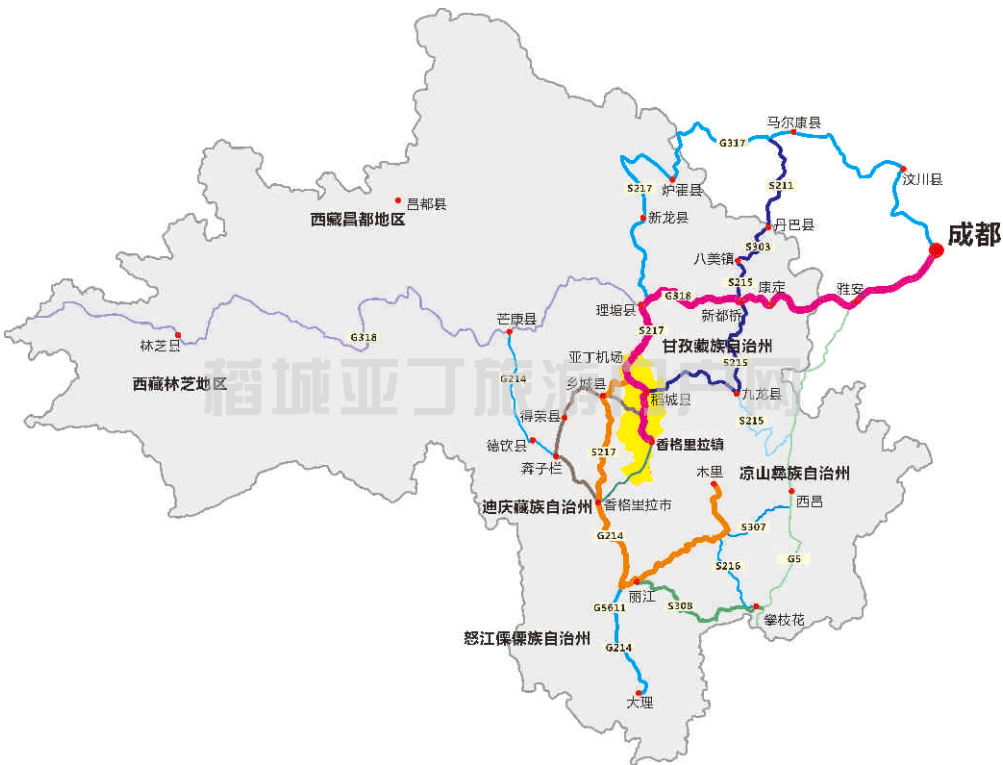 马尔康县
G317
汶川县
炉霍县
S217
S211
昌都县
西藏昌都地区
新龙县
丹巴县
成都
S303
八美镇
S215
康定
雅安
G318
理塘县
新都桥
芒康县
S217
林芝县
G318
甘孜藏族自治州
亚丁机场
S215
西藏林芝地区
G214
乡城县
稻城县
九龙县
稻城亚丁旅游
网
得荣县
S215
德钦县
香格里拉镇
S217
奔子栏
木里
凉山彝族自治州
迪庆藏族自治州
香格里拉市
西昌
S307
G214
G5
S216
丽江
G5611
S308
攀枝花
怒江傈僳族自治州
G214
大理